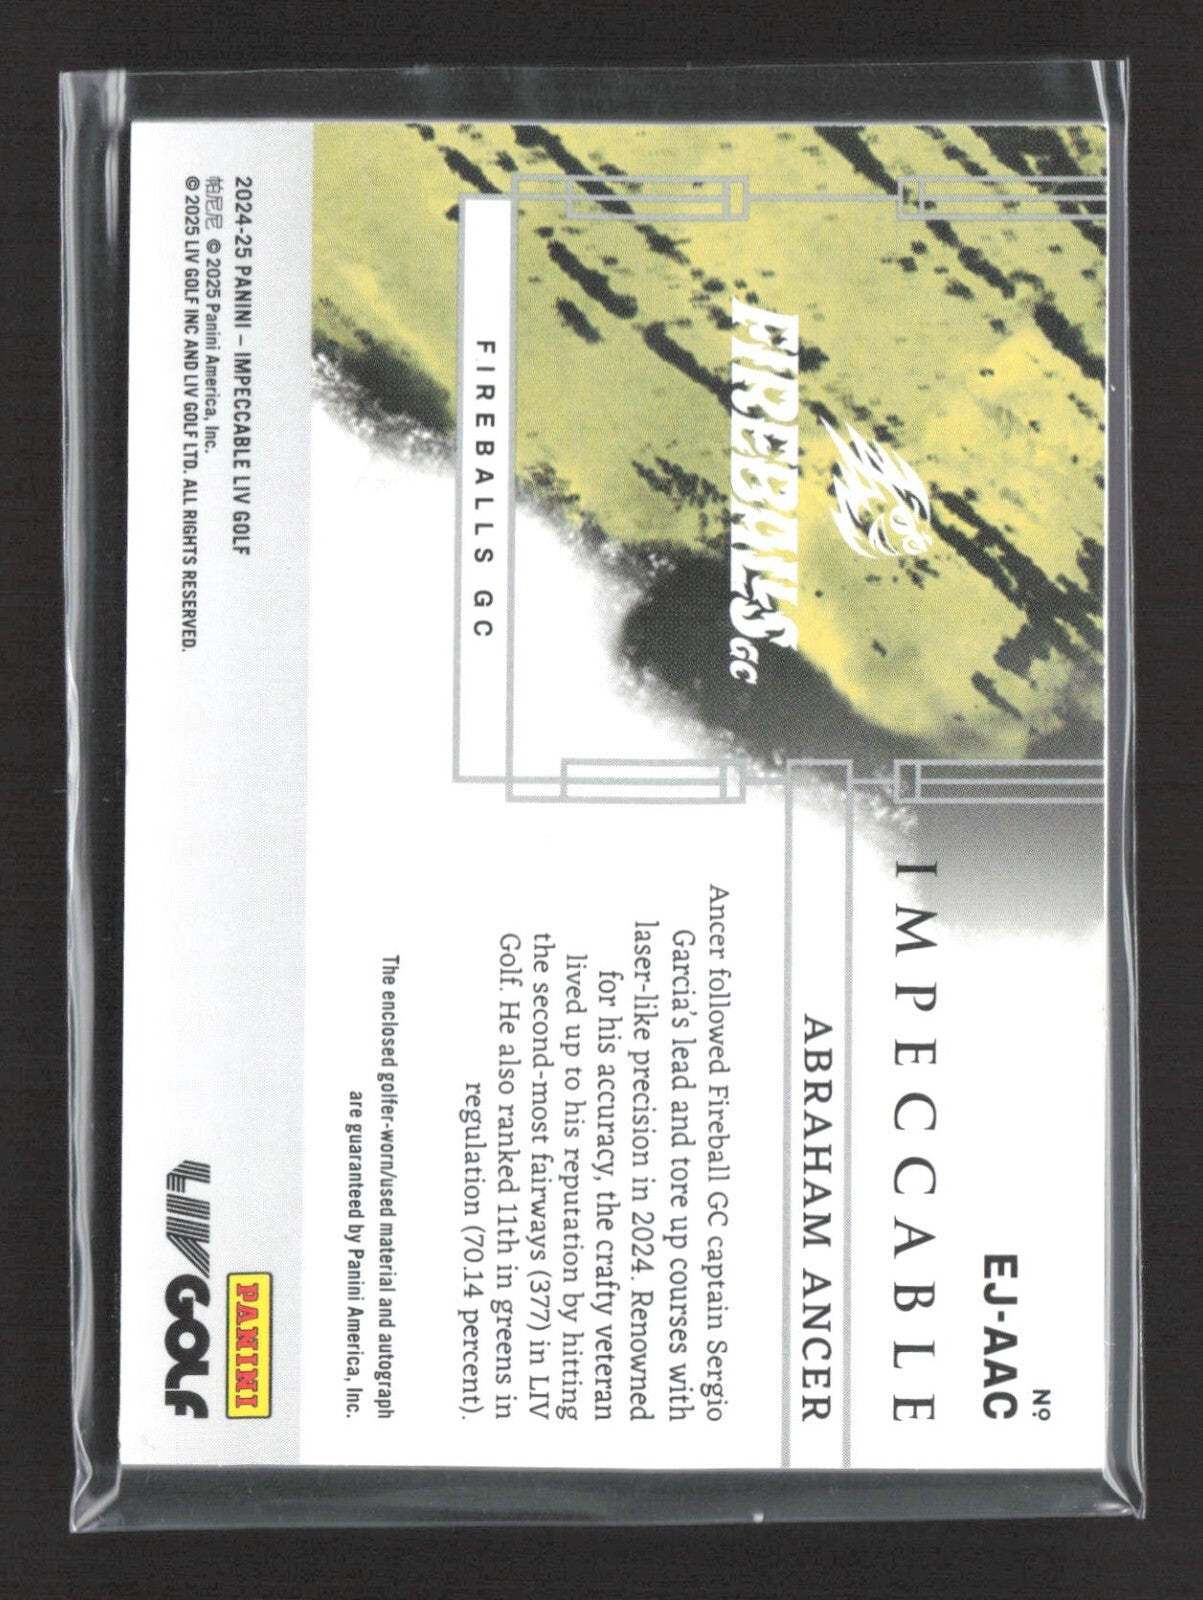 Nº
EJ-AAC
IMPECCABLE
ABRAHAM ANCER
FIREBALLS GC
FIREBALLS GC
Ancer followed Fireball GC captain Sergio
Garcia's lead and tore up courses with
laser-like precision in 2024. Renowned
for his accuracy, the crafty veteran
lived up to his reputation by hitting
the second-most fairways (377) in LIV
Golf. He also ranked 11th in greens in
regulation (70.14 percent).
The enclosed golfer-worn/used material and autograph
are guaranteed by Panini America, Inc.
2024-25 PANINI – IMPECCABLE LIV GOLF
帕尼尼 © 2025 Panini America, Inc.
© 2025 LIV GOLF INC AND LIV GOLF LTD. ALL RIGHTS RESERVED.
PANINI
LIV GOLF